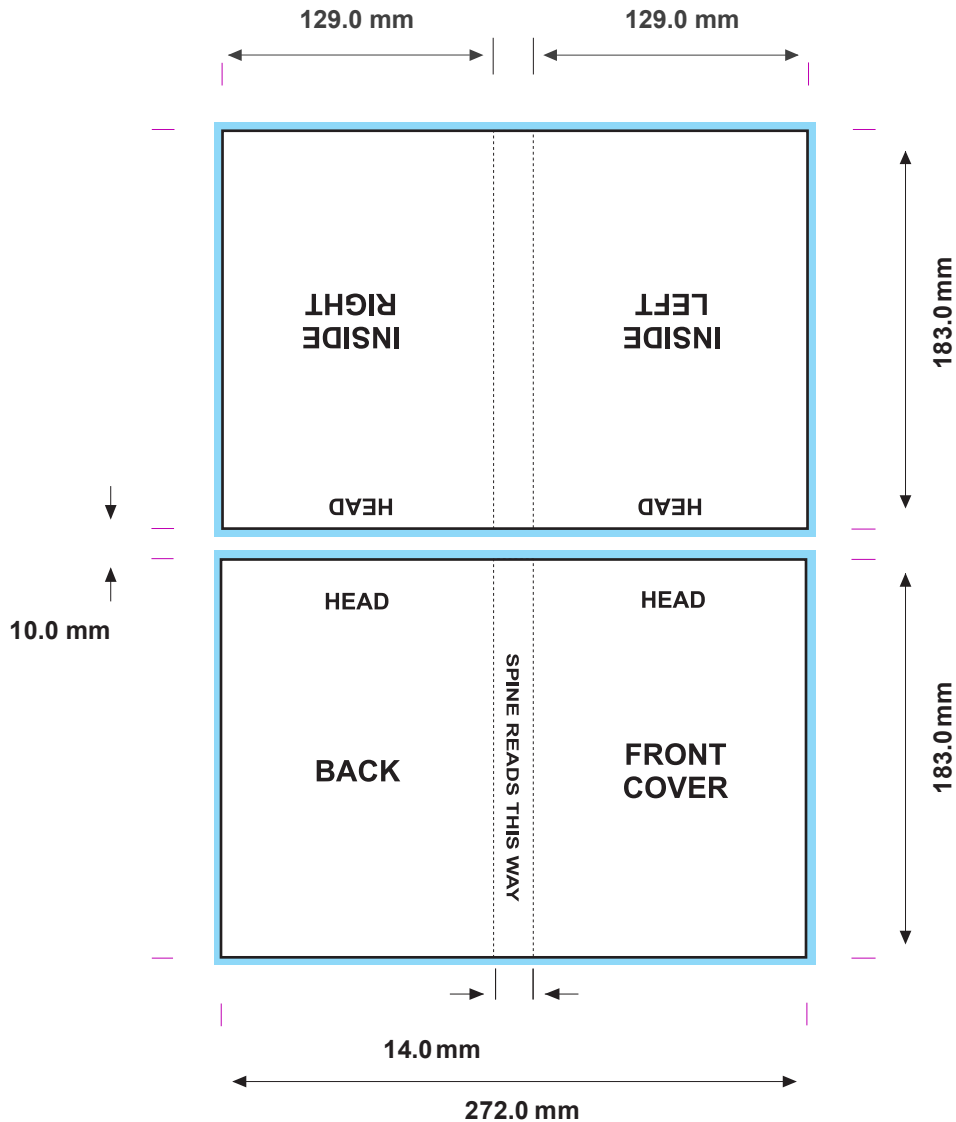 129.0 mm
129.0 mm
INSIDE
RIGHT
INSIDE
LEFT
183.0 mm
HEAD
HEAD
10.0 mm
HEAD
HEAD
SPINE READS THIS WAY
BACK
FRONT
COVER
183.0 mm
14.0 mm
272.0 mm